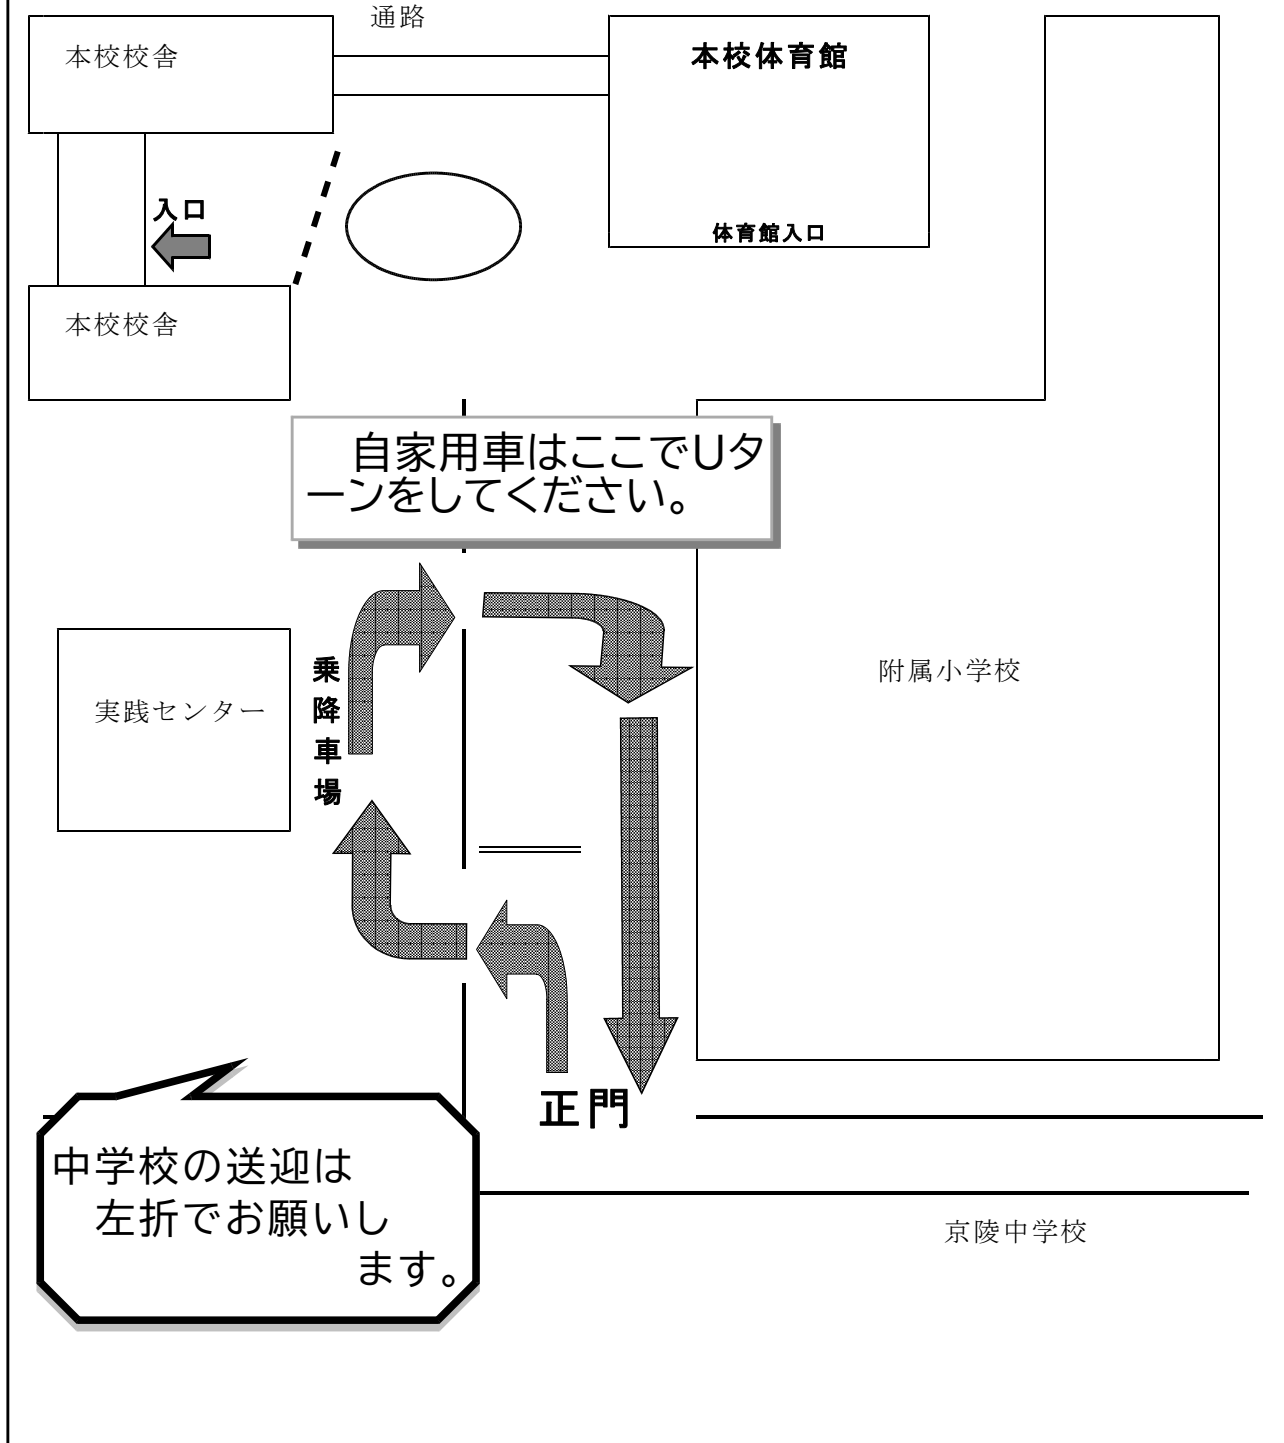 通路
本校校舎
本校体育館
入口
体育館入口
本校校舎
自家用車はここでUタ
ーンをしてください。
乗降車場
附属小学校
実践センター
正門
中学校の送迎は
左折でお願いし
ます。
京陵中学校